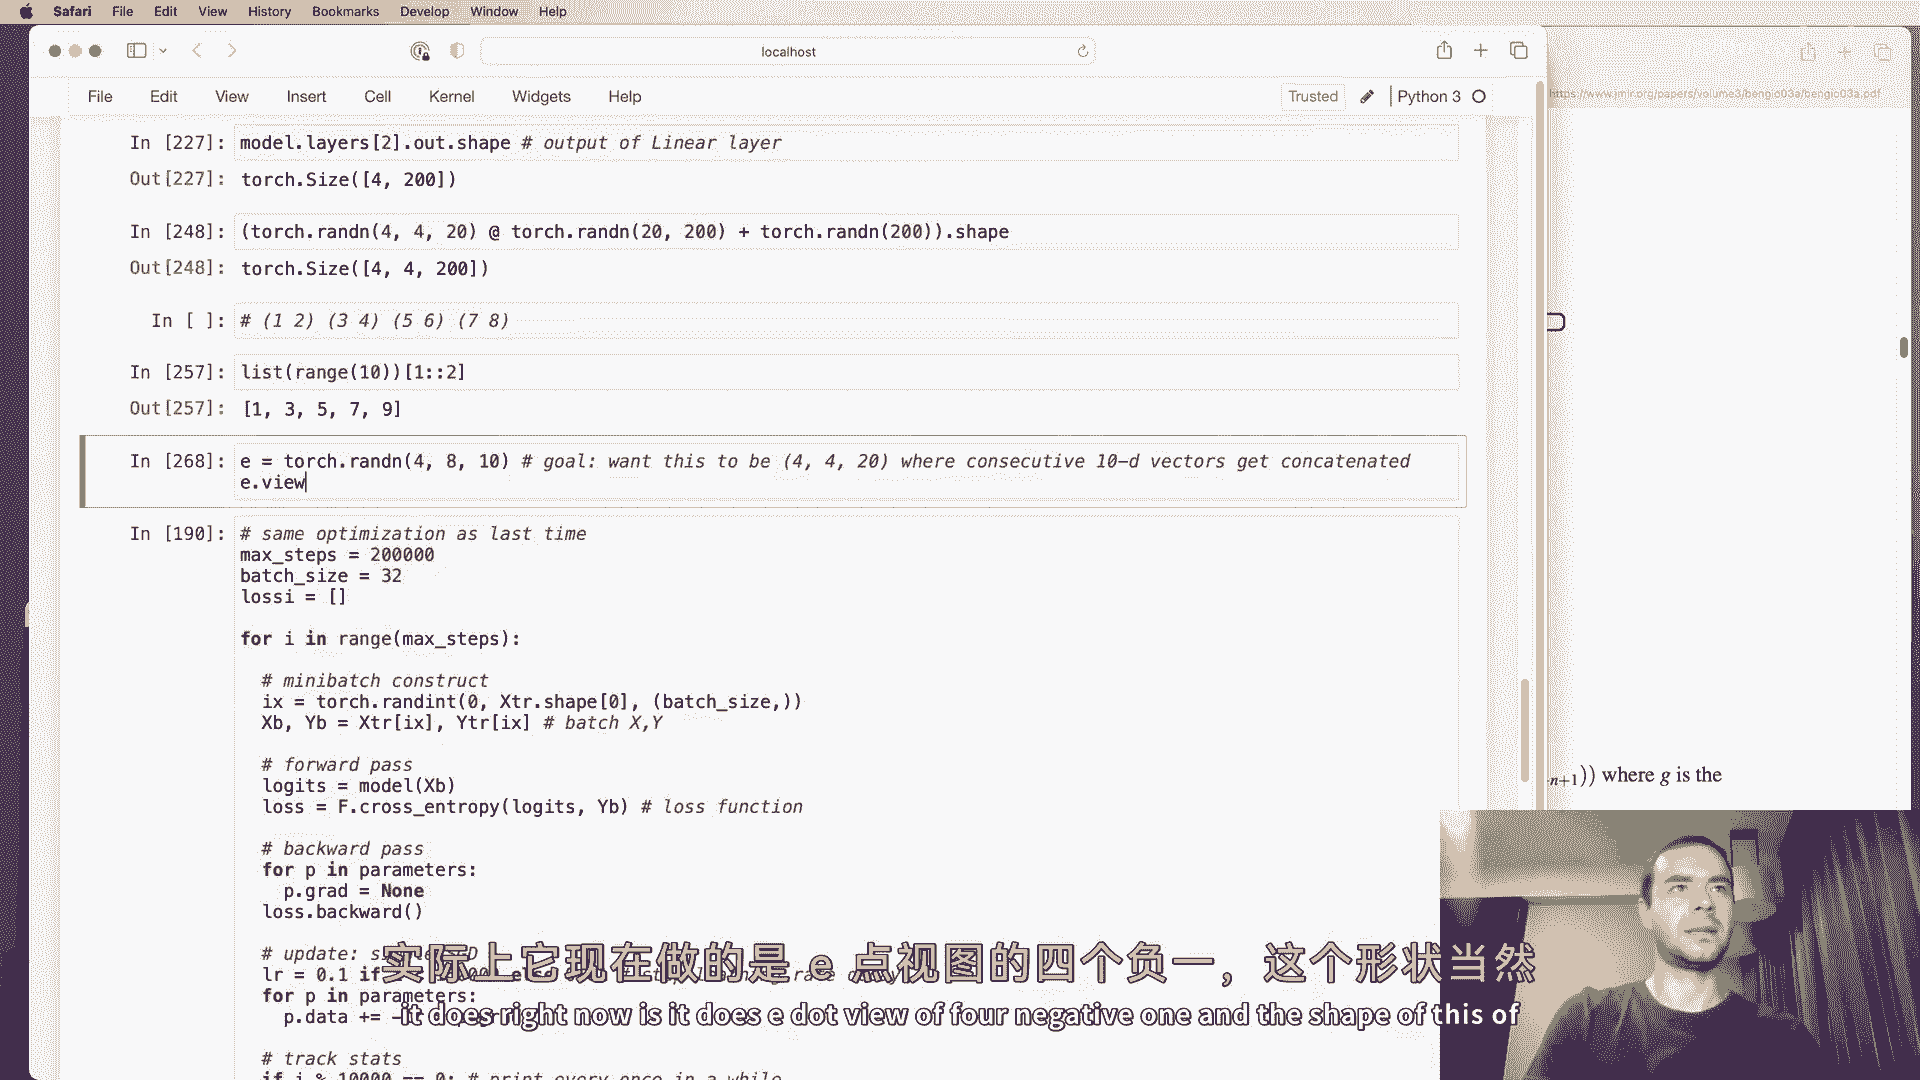 Safari File Edit View History Bookmarks Develop Window Help
localhost
File Edit View Insert Cell Kernel Widgets Help
Trusted
Python 3
https://www.jmlr.org/papers/volume3/bengio03a/bengio03a.pdf
In [227]: model.layers[2].out.shape # output of Linear layer
Out[227]: torch.Size([4, 200])
In [248]: (torch.randn(4, 4, 20) @ torch.randn(20, 200) + torch.randn(200)).shape
Out[248]: torch.Size([4, 4, 200])
In [ ]: # (1 2) (3 4) (5 6) (7 8)
In [257]: list(range(10))[1::2]
Out[257]: [1, 3, 5, 7, 9]
In [268]: e = torch.randn(4, 8, 10) # goal: want this to be (4, 4, 20) where consecutive 10-d vectors get concatenated
e.view
In [190]: # same optimization as last time
max_steps = 200000
batch_size = 32
lossi = []
for i in range(max_steps):
# minibatch construct
ix = torch.randint(0, Xtr.shape[0], (batch_size,))
Xb, Yb = Xtr[ix], Ytr[ix] # batch X,Y
-n+1)) where g is the
# forward pass
logits = model(Xb)
loss = F.cross_entropy(logits, Yb) # loss function
# backward pass
for p in parameters:
p.grad = None
loss.backward()
# update:
lr = 0.1 if
for p in parameters:
p.data +=
实际上它现在做的是 e 点视图的四个负一，这个形状当然
it does right now is it does e dot view of four negative one and the shape of this of
# track stats
if i % 10000 == 0: # print every once in a while